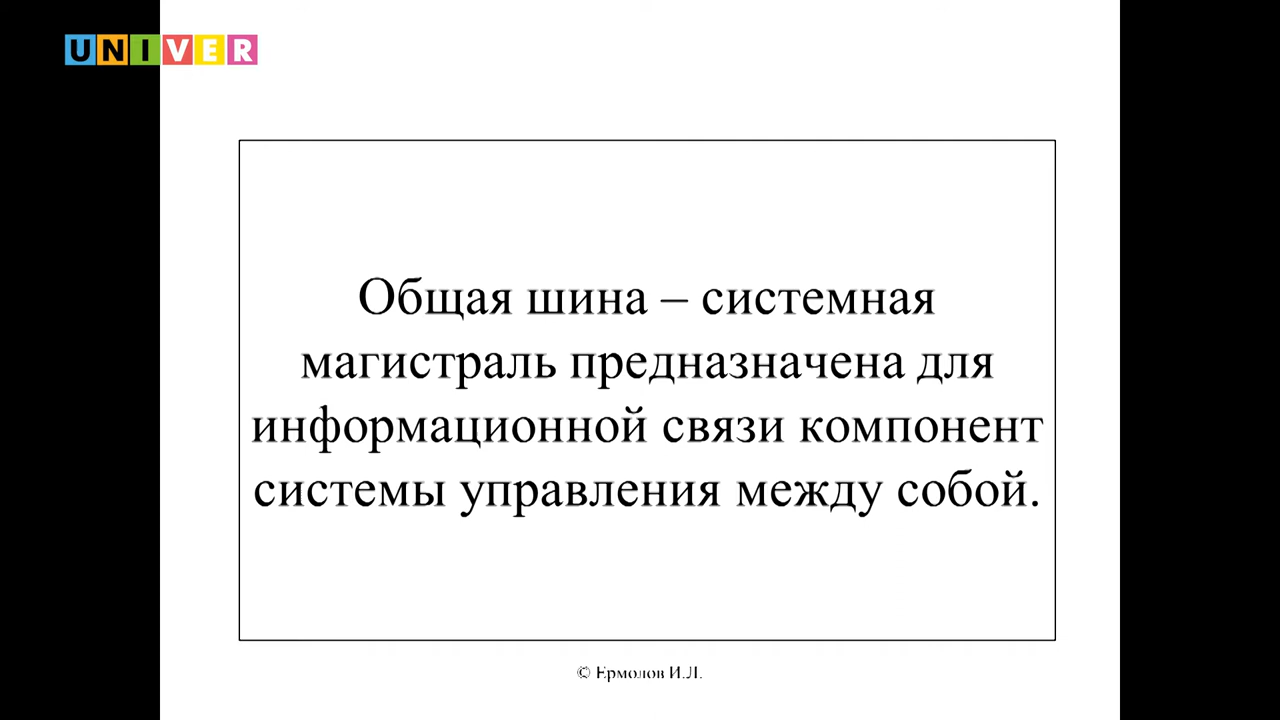 UNIVER
Общая шина – системная
магистраль предназначена для
информационной связи компонент
системы управления между собой.
© Ермолов И.Л.